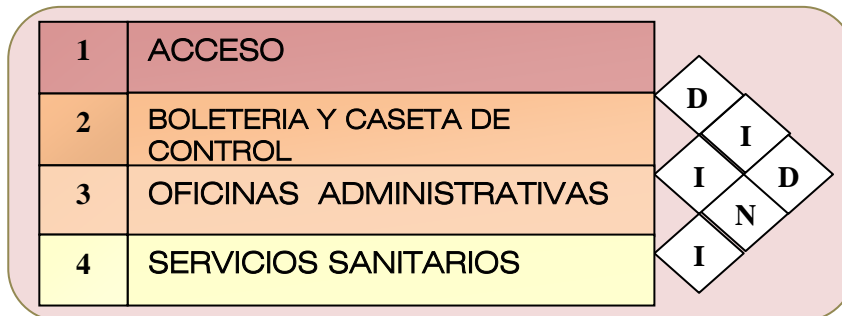 1 ACCESO
2 BOLETERIA Y CASETA DE
CONTROL
3 OFICINAS ADMINISTRATIVAS
4 SERVICIOS SANITARIOS
D
I
I D
N
I